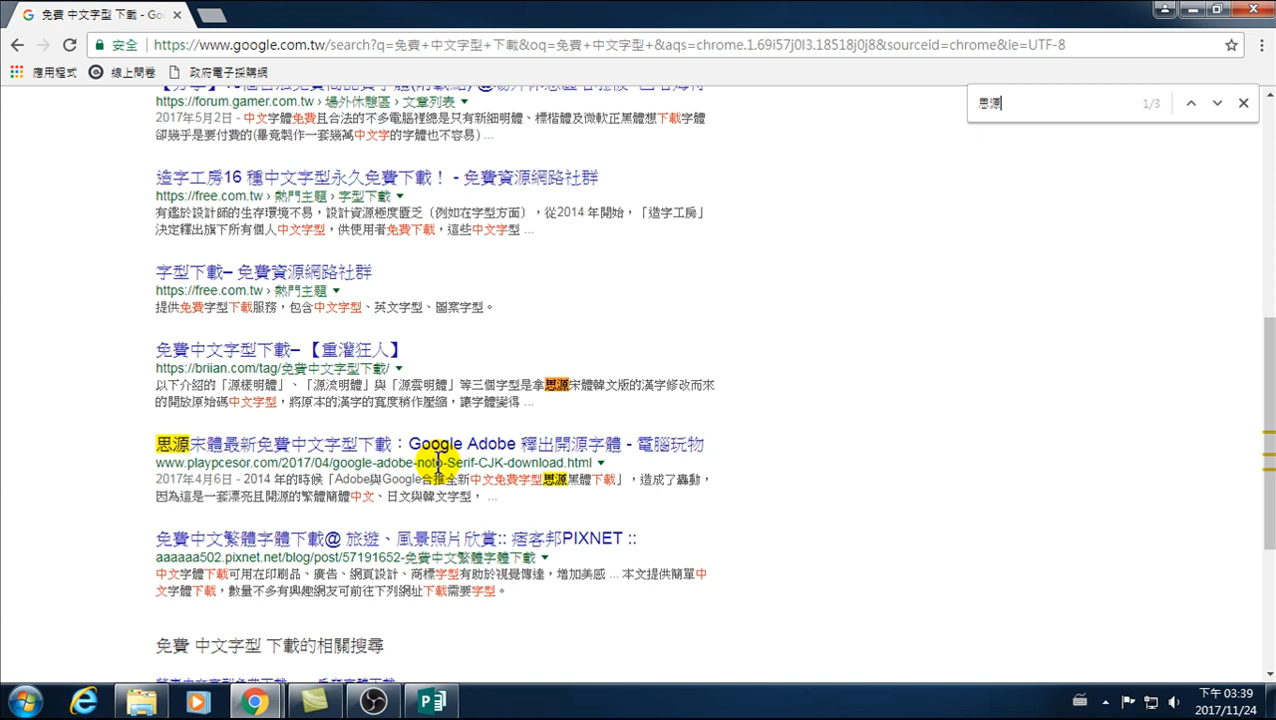 免費 中文字型 下載 - Goo
安全 https://www.google.com.tw/search?q=免費+中文字型+下載&oq=免費+中文字型+&aqs=chrome.1.69i57j0l3.18518j0j8&sourceid=chrome&ie=UTF-8
應用程式 線上問卷 政府電子採購網
思源 1/3
https://forum.gamer.com.tw › 場外休憩區 › 文章列表
2017年5月2日 - 中文字體免費且合法的不多電腦裡總是只有新細明體、標楷體及微軟正黑體想下載字體
卻幾乎是要付費的(畢竟製作一套幾萬中文字的字體也不容易) ...
造字工房16 種中文字型永久免費下載！ - 免費資源網路社群
https://free.com.tw › 熱門主題 › 字型下載
有鑑於設計師的生存環境不易，設計資源極度匱乏（例如在字型方面），從2014 年開始，「造字工房」
決定釋出旗下所有個人中文字型，供使用者免費下載，這些中文字型 ...
字型下載– 免費資源網路社群
https://free.com.tw › 熱門主題
提供免費字型下載服務，包含中文字型、英文字型、圖案字型。
免費中文字型下載– 【重灌狂人】
https://briian.com/tag/免費中文字型下載/
以下介紹的「源樣明體」、「源流明體」與「源雲明體」等三個字型是拿思源宋體韓文版的漢字修改而來
的開放原始碼中文字型，將原本的漢字的寬度稍作壓縮，讓字體變得 ...
思源宋體最新免費中文字型下載：Google Adobe 釋出開源字體 - 電腦玩物
www.playpcesor.com/2017/04/google-adobe-noto-Serif-CJK-download.html
2017年4月6日 - 2014 年的時候「Adobe與Google合推全新中文免費字型思源黑體下載」，造成了轟動，
因為這是一套漂亮且開源的繁體簡體中文、日文與韓文字型， ...
免費中文繁體字體下載@ 旅遊、風景照片欣賞:: 痞客邦PIXNET ::
aaaaaa502.pixnet.net/blog/post/57191652-免費中文繁體字體下載
中文字體下載可用在印刷品、廣告、網頁設計、商標字型有助於視覺傳達，增加美感 ... 本文提供簡單中
文字體下載，數量不多有興趣網友可前往下列網址下載需要字型。
免費 中文字型 下載的相關搜尋
下午 03:39
2017/11/24